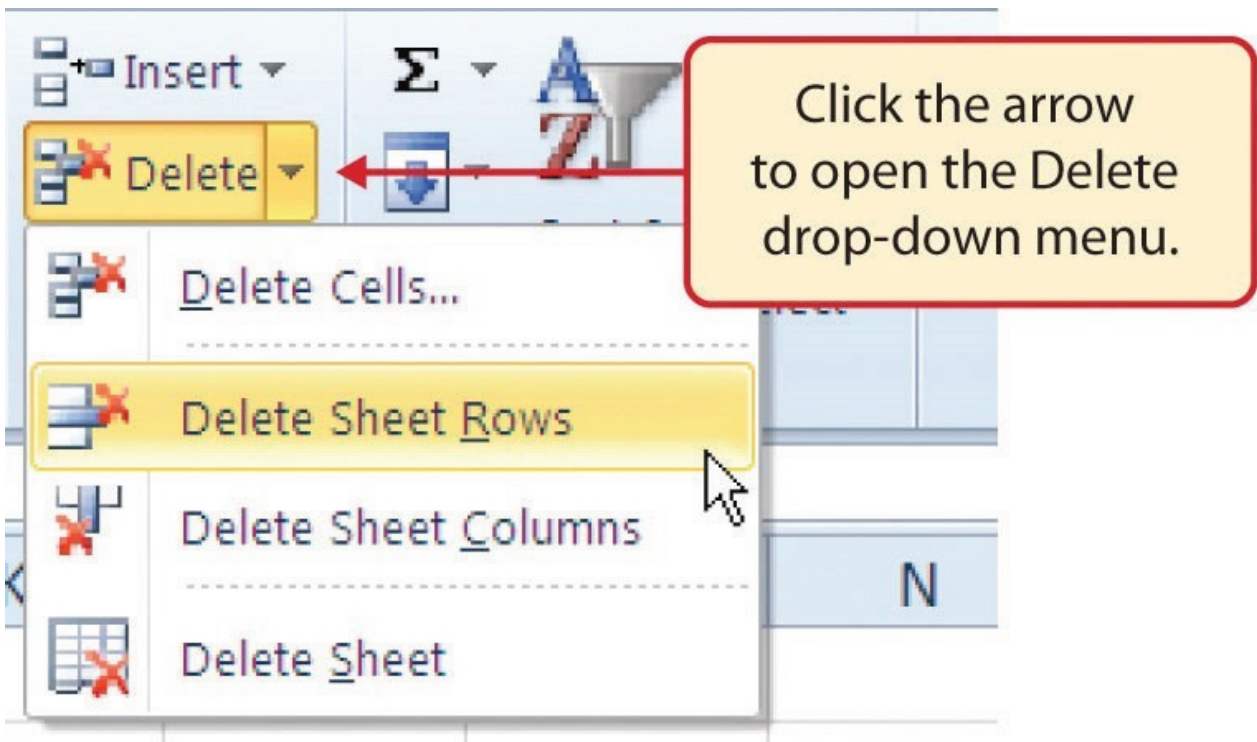 Insert
Σ
A
Z
Delete
Click the arrow
to open the Delete
drop-down menu.
Delete Cells...
Delete Sheet Rows
Delete Sheet Columns
N
Delete Sheet